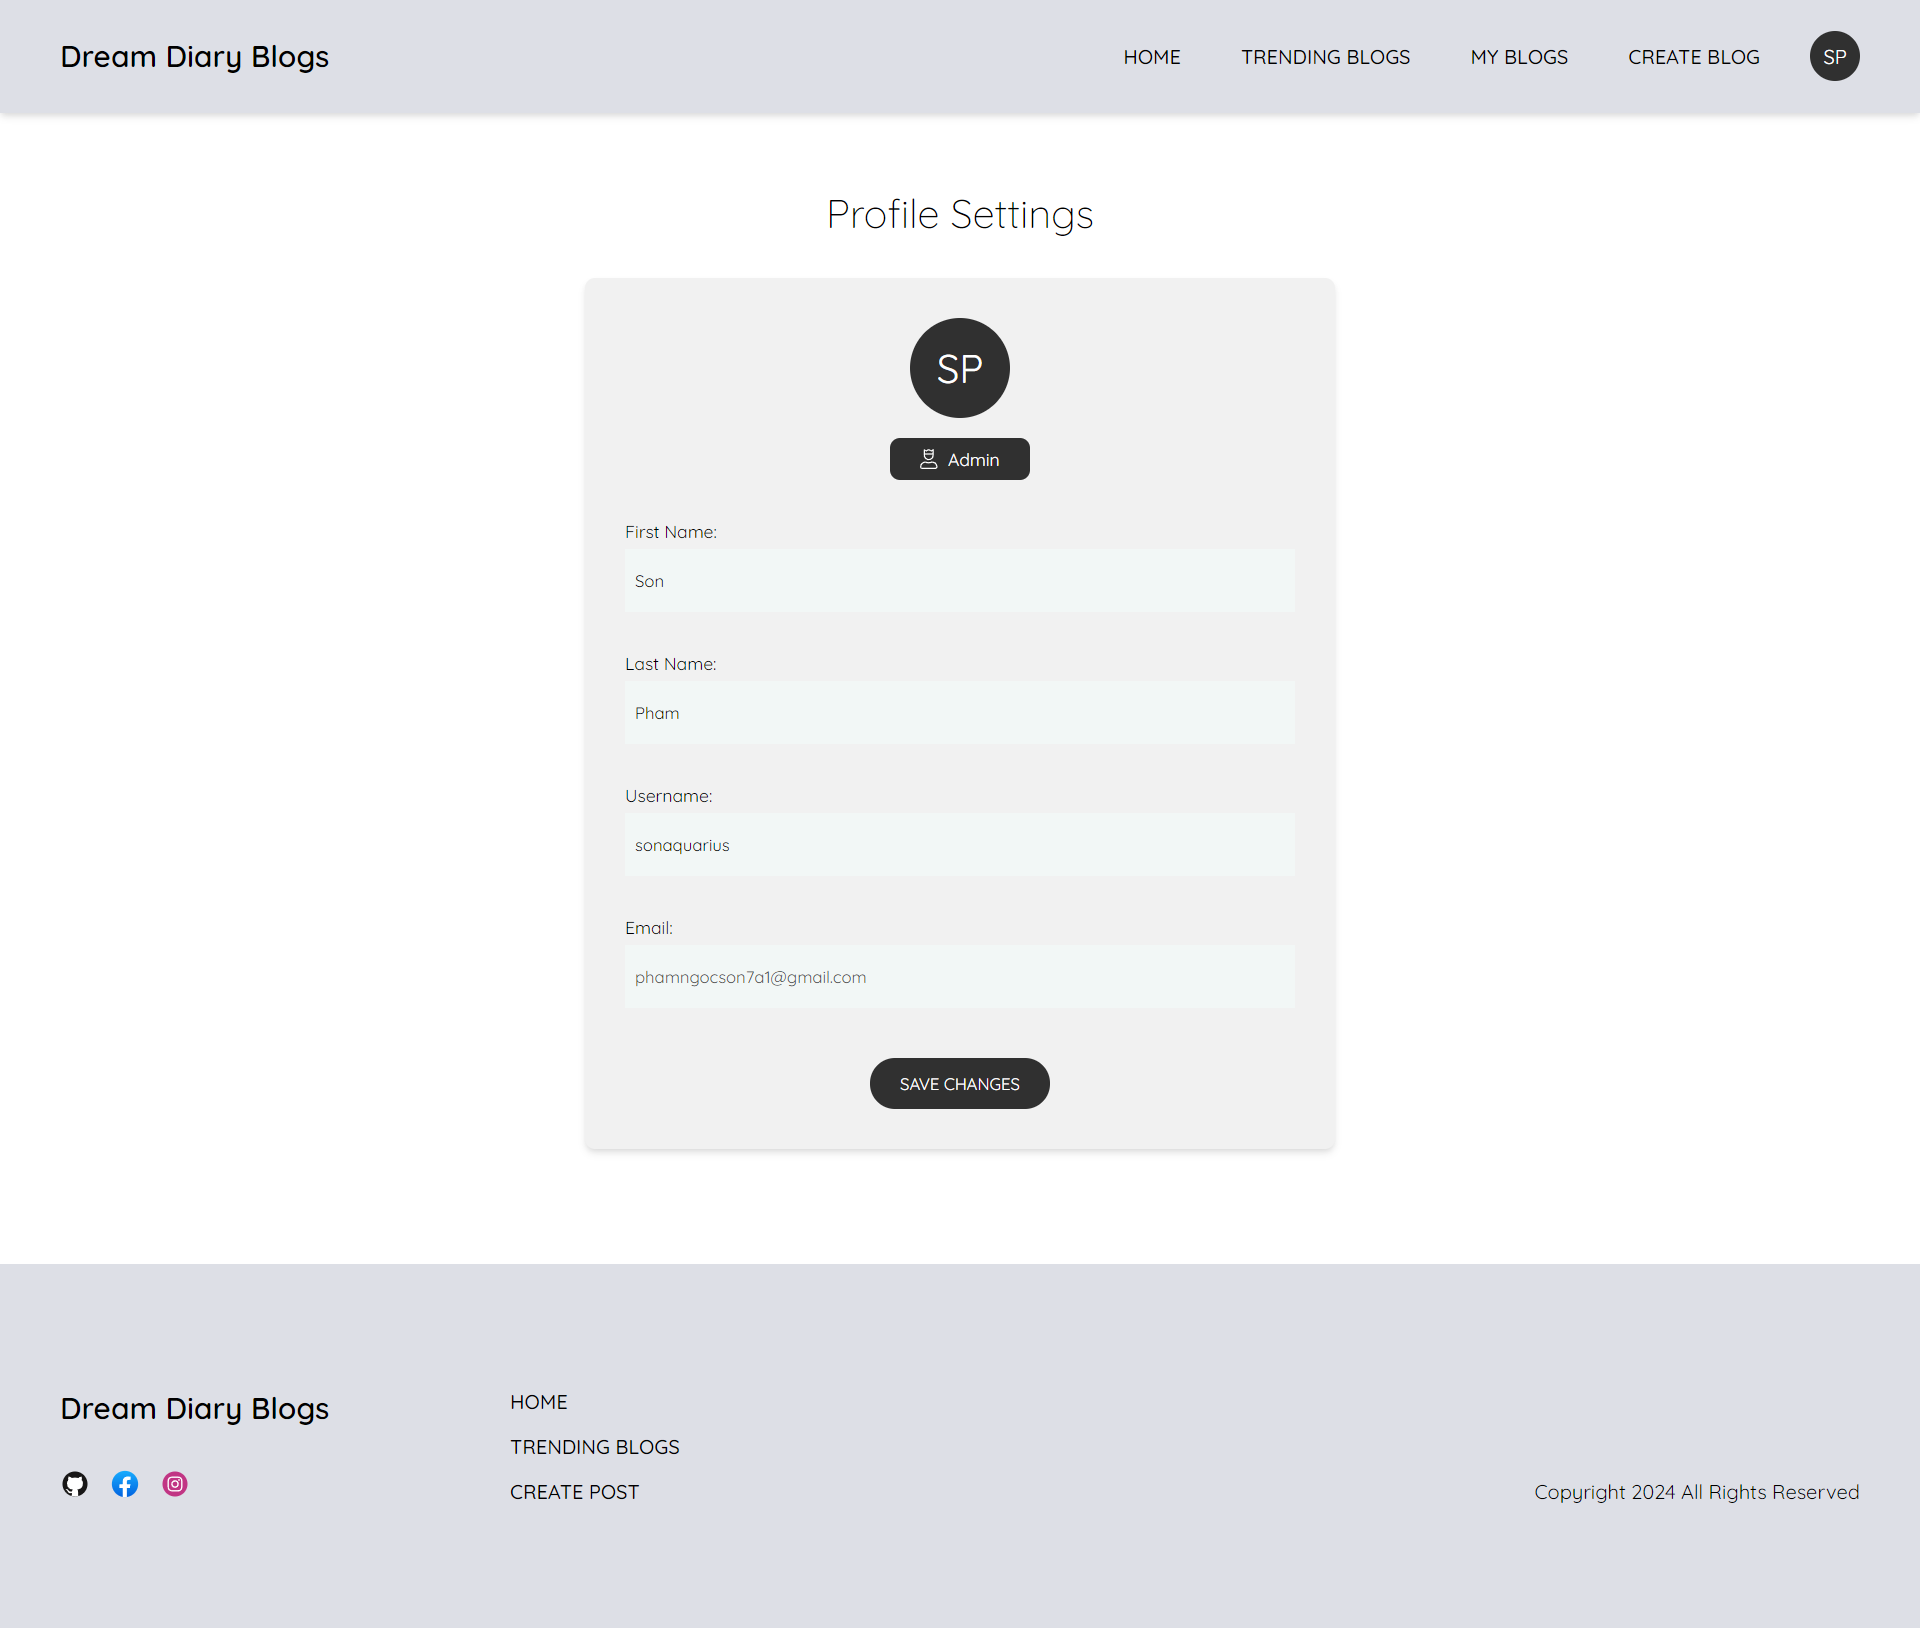 Dream Diary Blogs
HOME
TRENDING BLOGS
MY BLOGS
CREATE BLOG
SP
Profile Settings
SP
Admin
First Name:
Son
Last Name:
Pham
Username:
sonaquarius
Email:
phamngocson7a1@gmail.com
SAVE CHANGES
Dream Diary Blogs
HOME
TRENDING BLOGS
CREATE POST
Copyright 2024 All Rights Reserved